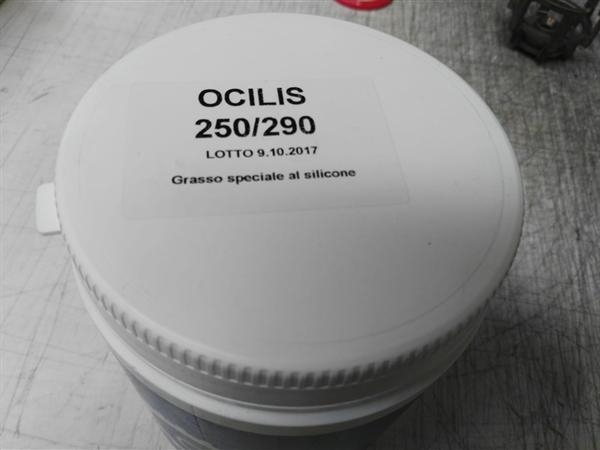 OCILIS
250/290
LOTTO 9.10.2017
Grasso speciale al silicone